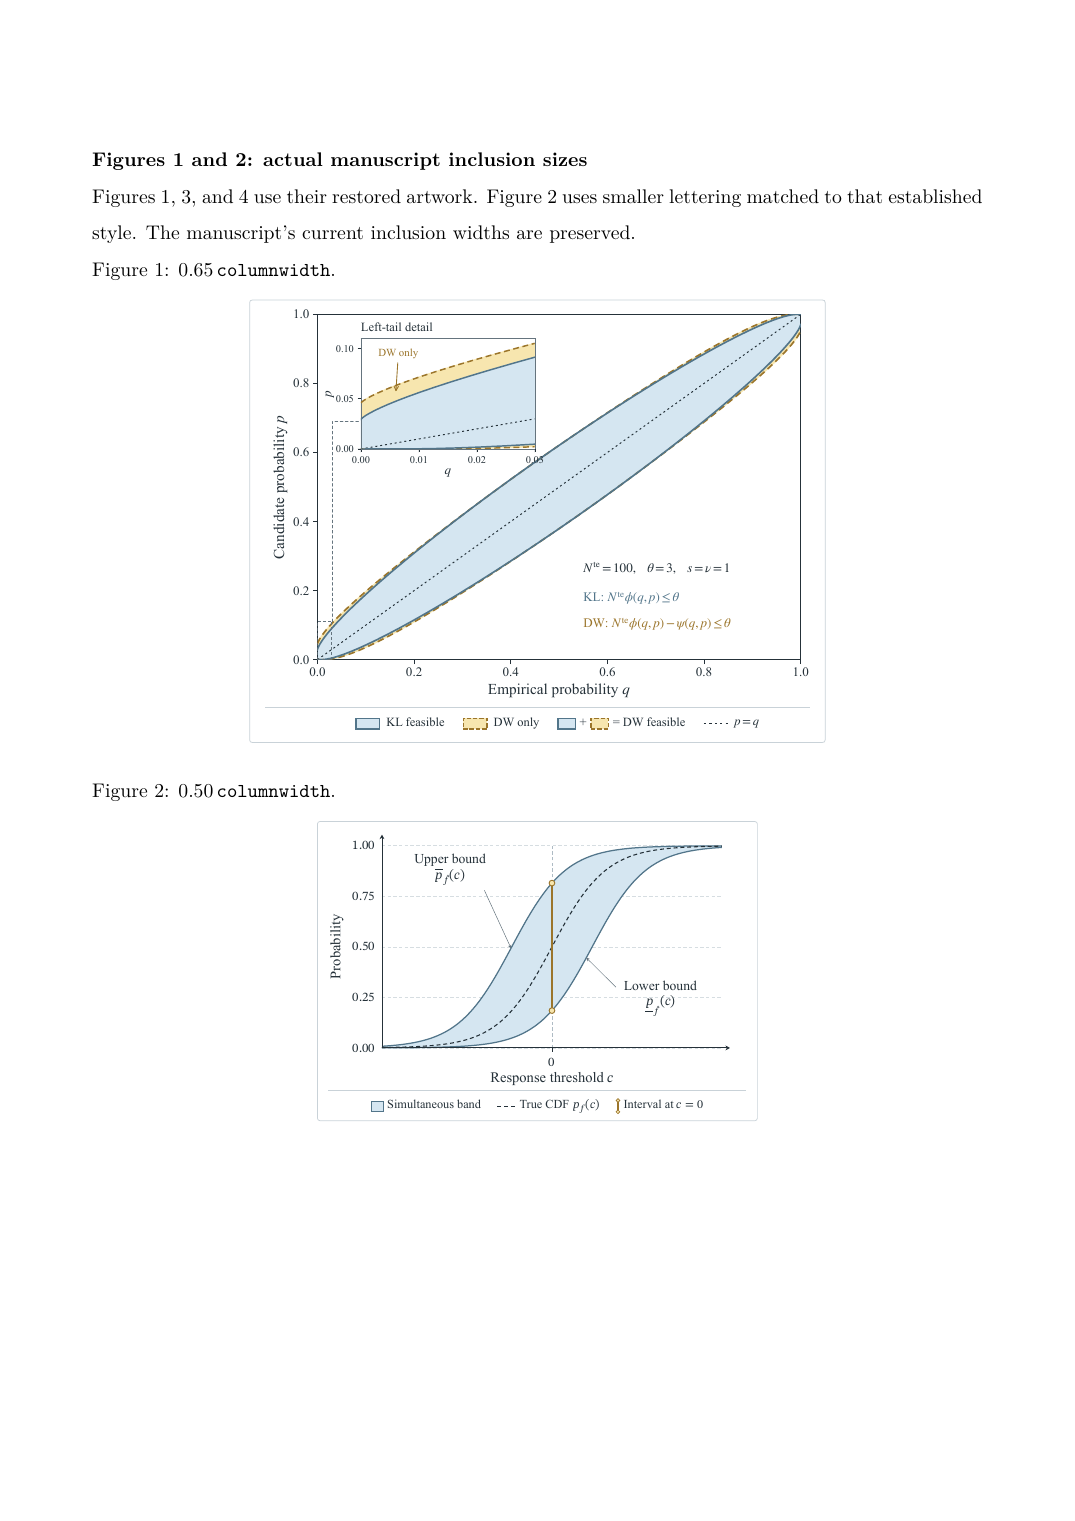 Figures 1 and 2: actual manuscript inclusion sizes
Figures 1, 3, and 4 use their restored artwork. Figure 2 uses smaller lettering matched to that established
style. The manuscript's current inclusion widths are preserved.
Figure 1: 0.65 columnwidth.
1.0
0.8
0.6
0.4
0.2
0.0
Candidate probability p
Left-tail detail
DW only
0.10
0.05
0.00
p
0.00 0.01 0.02 0.03
q
Nᵗᵉ = 100, θ = 3, s = ν = 1
KL: Nᵗᵉϕ(q, p) ≤ θ
DW: Nᵗᵉϕ(q, p) − ψ(q, p) ≤ θ
0.0 0.2 0.4 0.6 0.8 1.0
Empirical probability q
KL feasible DW only + = DW feasible p = q
Figure 2: 0.50 columnwidth.
1.00
0.75
0.50
0.25
0.00
Probability
Upper bound
p̅_f(c)
Lower bound
p̲_f(c)
0
Response threshold c
Simultaneous band True CDF p_f(c) Interval at c = 0